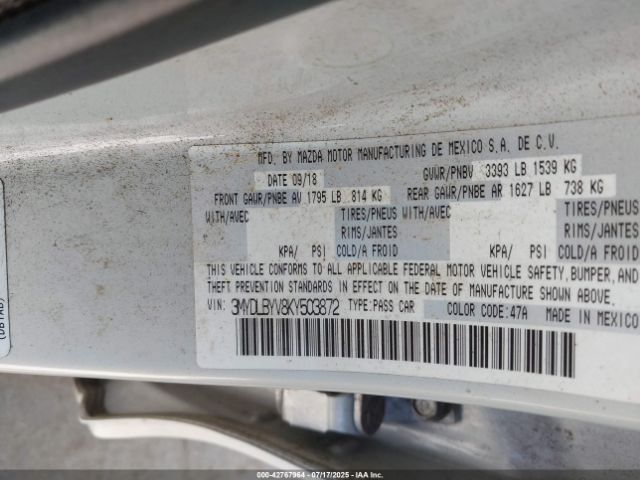 MFD. BY MAZDA MOTOR MANUFACTURING DE MEXICO S.A. DE C.V.
DATE 09/18 GVWR/PNBV 3393 LB 1539 KG
FRONT GAWR/PNBE AV 1795 LB 814 KG REAR GAWR/PNBE AR 1627 LB 738 KG
WITH/AVEC TIRES/PNEUS WITH/AVEC TIRES/PNEUS
RIMS/JANTES RIMS/JANTES
KPA/ PSI COLD/A FROID KPA/ PSI COLD/A FROID
THIS VEHICLE CONFORMS TO ALL APPLICABLE FEDERAL MOTOR VEHICLE SAFETY, BUMPER, AND
THEFT PREVENTION STANDARDS IN EFFECT ON THE DATE OF MANUFACTURE SHOWN ABOVE.
VIN: 3MYDLBYV8KY503872 TYPE:PASS CAR COLOR CODE:47A MADE IN MEXICO
(DBTAB)
000-42767964 | 07/17/2025 | IAAI.com